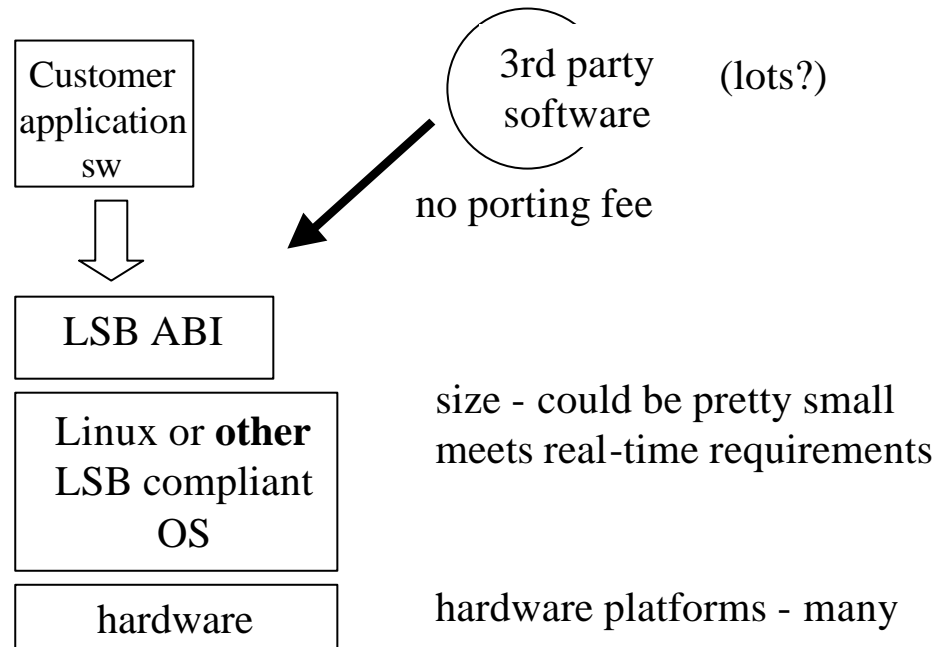 Customer
application
sw
3rd party
software
(lots?)
no porting fee
LSB ABI
Linux or other
LSB compliant
OS
size - could be pretty small
meets real-time requirements
hardware
hardware platforms - many